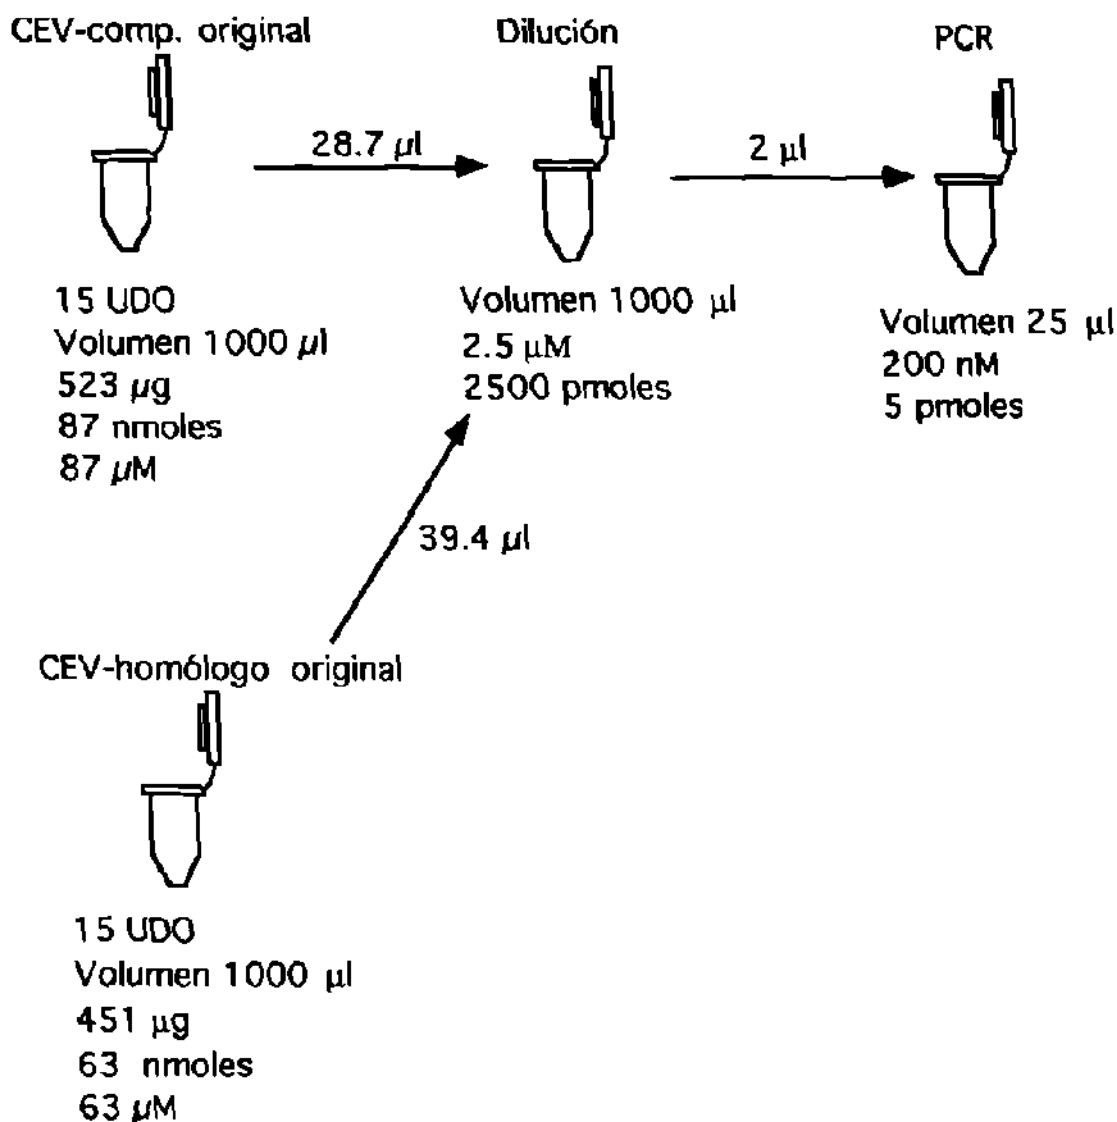 CEV-comp. original
Dilución
PCR
28.7 µl
2 µl
15 UDO
Volumen 1000 µl
523 µg
87 nmoles
87 µM
Volumen 1000 µl
2.5 µM
2500 pmoles
Volumen 25 µl
200 nM
5 pmoles
39.4 µl
CEV-homólogo original
15 UDO
Volumen 1000 µl
451 µg
63 nmoles
63 µM